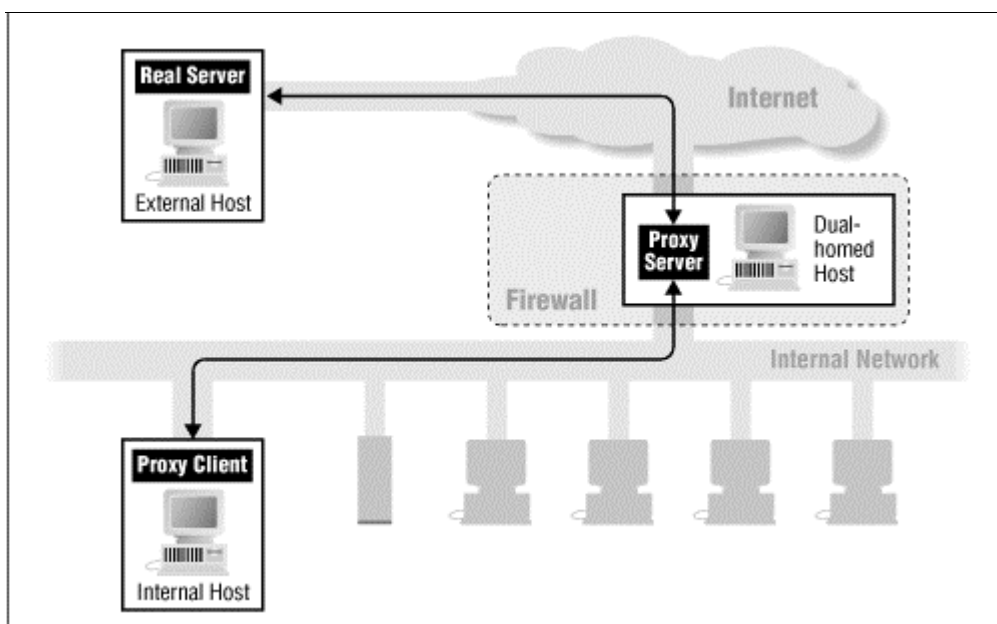 Real Server
External Host
Internet
Proxy
Server
Dual-
homed
Host
Firewall
Internal Network
Proxy Client
Internal Host